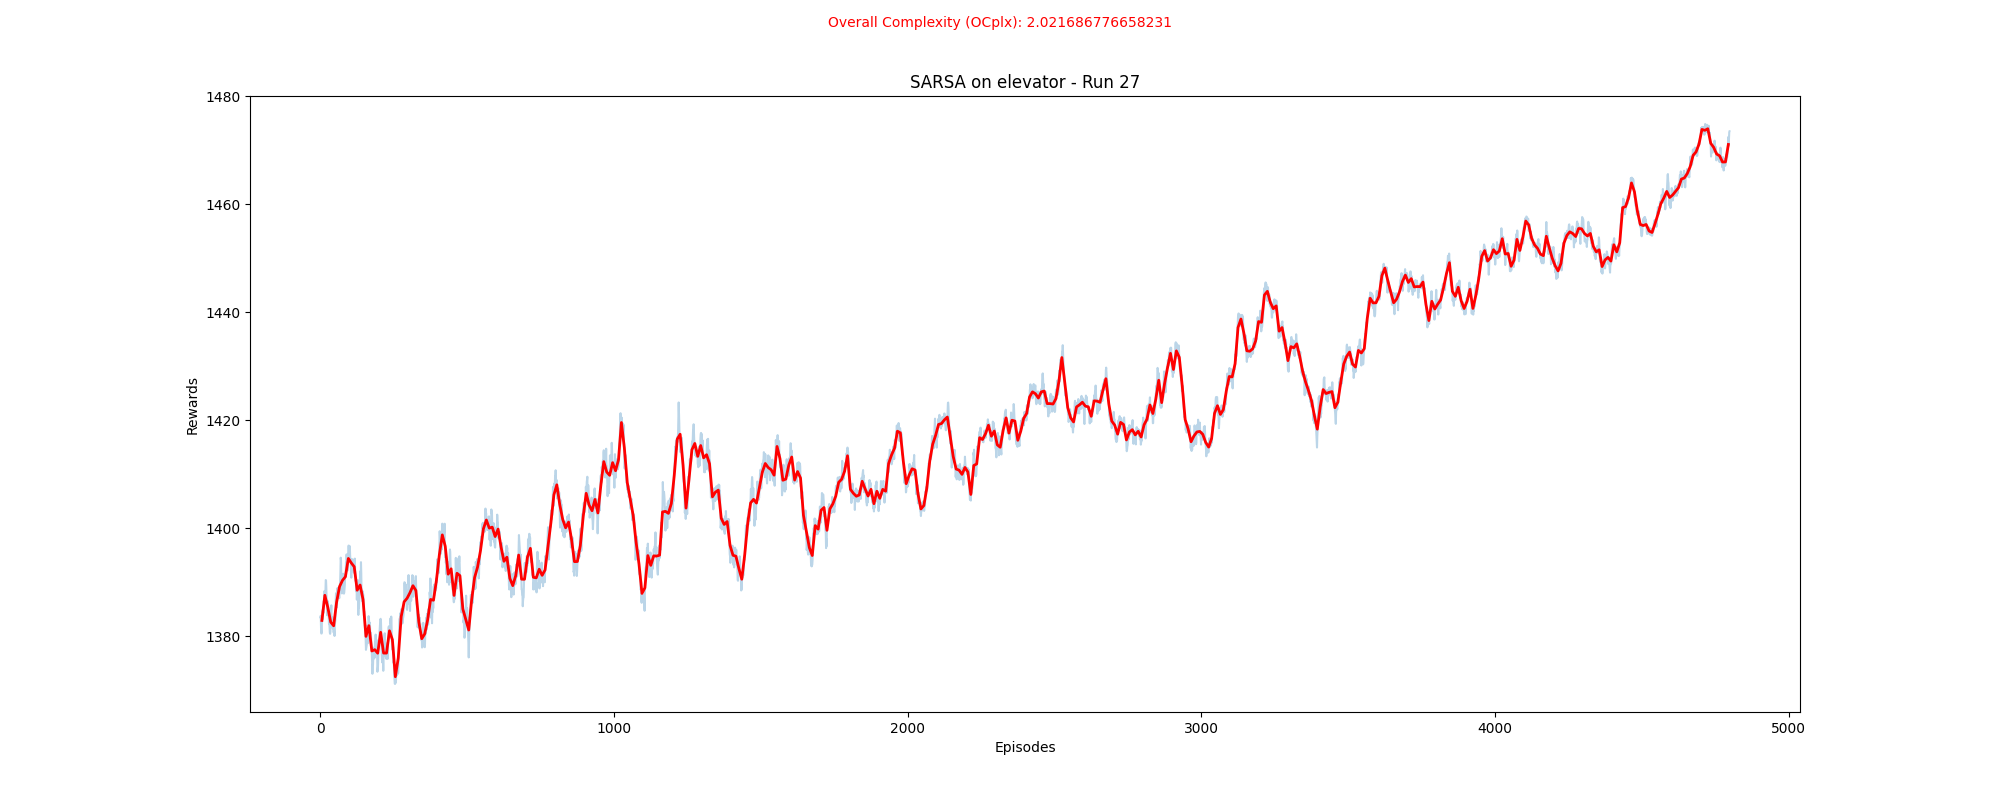 Overall Complexity (OCplx): 2.021686776658231
SARSA on elevator - Run 27
1480
1460
1440
1420
1400
1380
Rewards
0 1000 2000 3000 4000 5000
Episodes